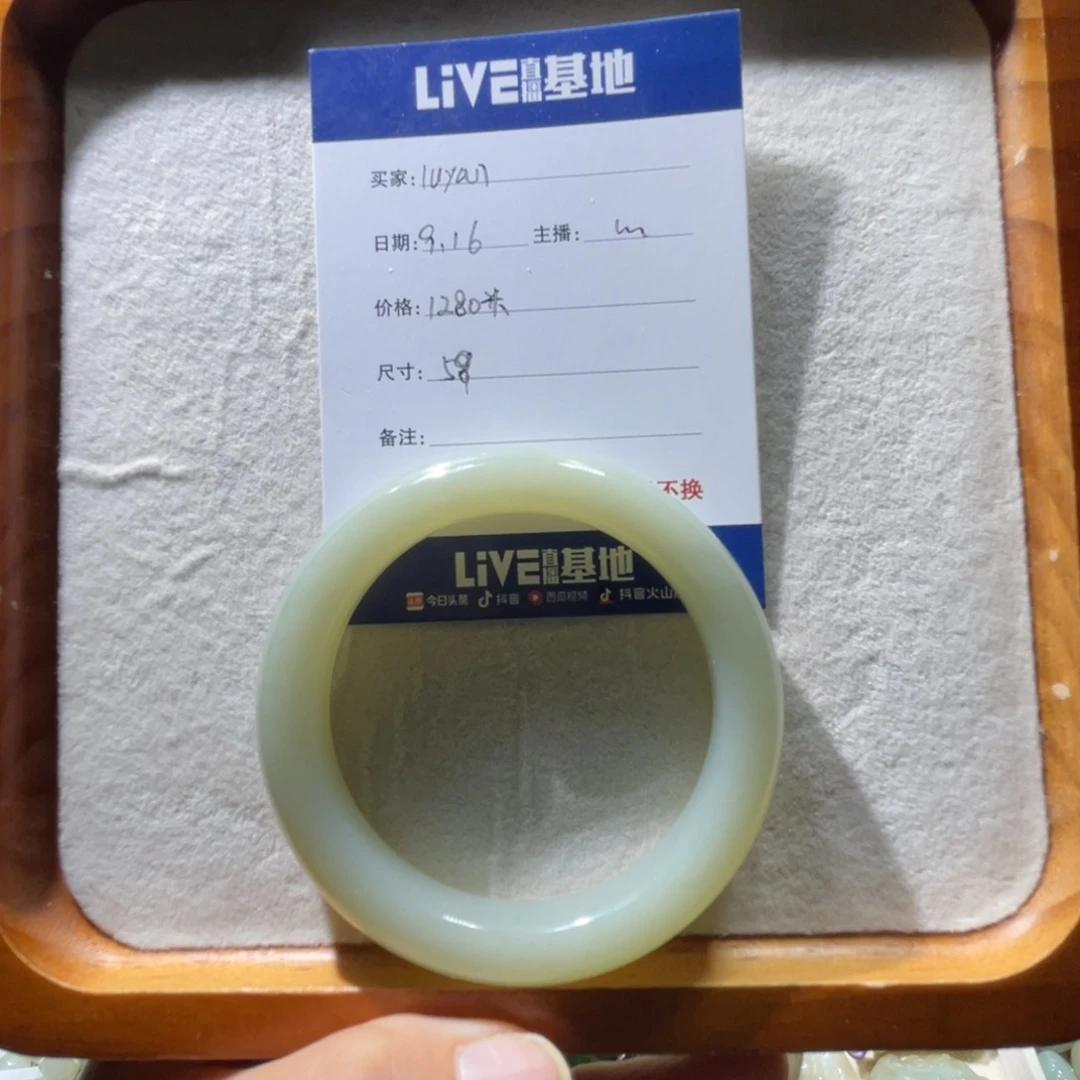 LiVE直播基地
买家: luyan
日期: 9.16 主播:
价格: 1280米
尺寸: 58
备注:
不换
LiVE直播基地
今日头条 抖音 西瓜视频 抖音火山